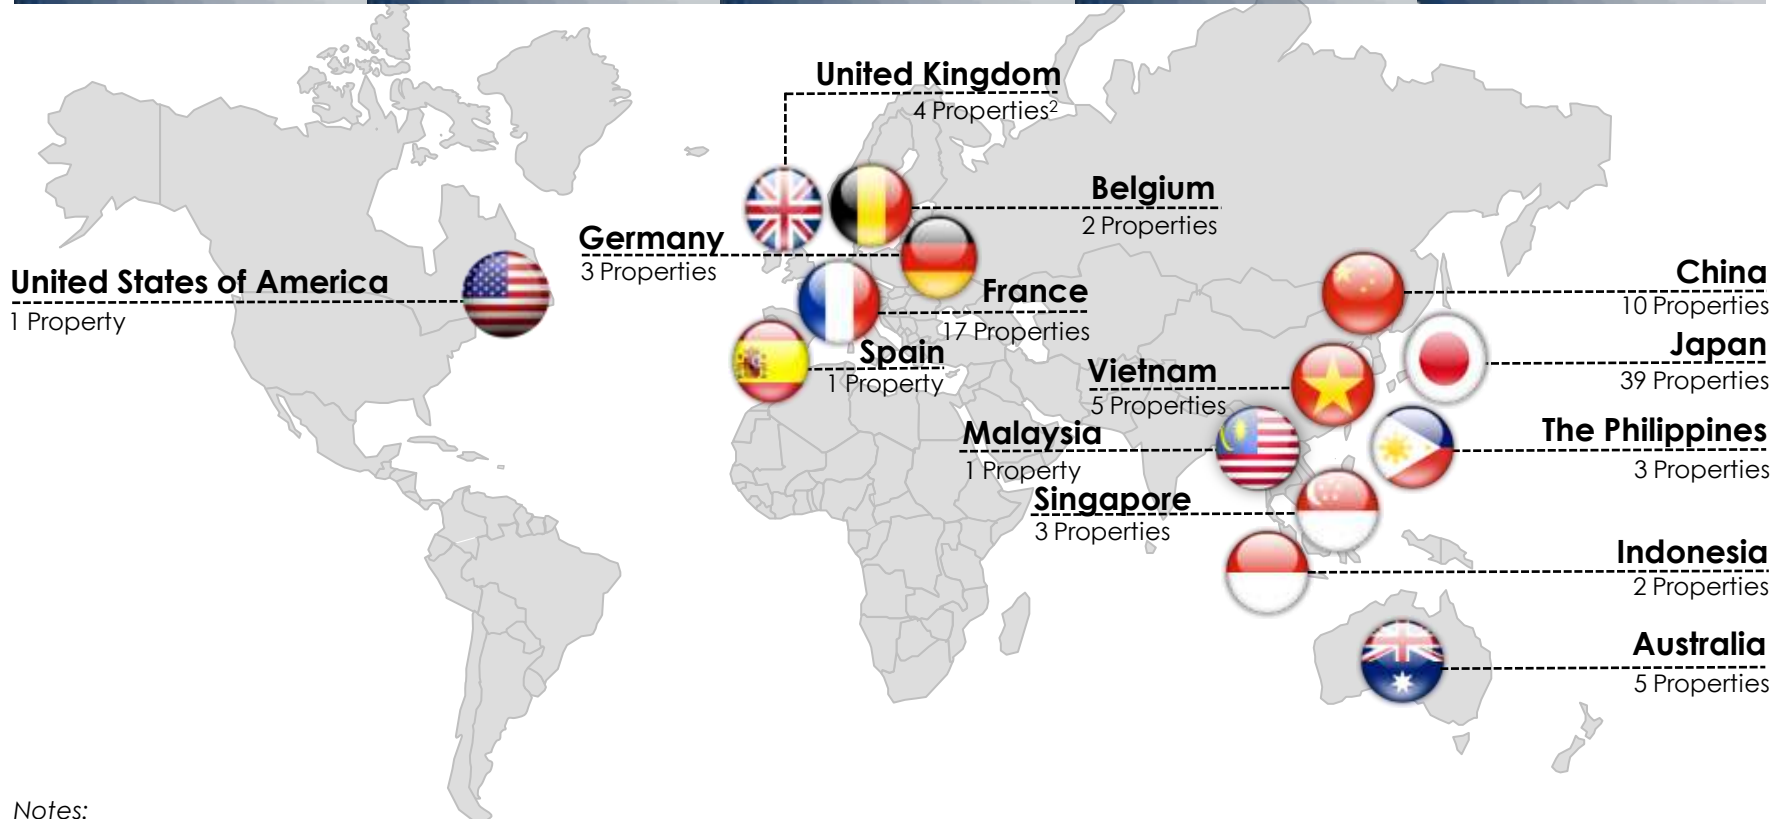 United Kingdom
4 Properties²
Belgium
2 Properties
Germany
3 Properties
United States of America
1 Property
France
17 Properties
Spain
1 Property
China
10 Properties
Japan
39 Properties
Vietnam
5 Properties
Malaysia
1 Property
The Philippines
3 Properties
Singapore
3 Properties
Indonesia
2 Properties
Australia
5 Properties
Notes: